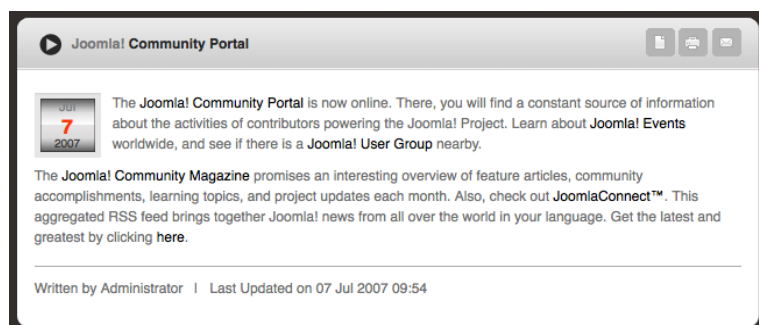 Joomla! Community Portal
Jul
7
2007
The Joomla! Community Portal is now online. There, you will find a constant source of information
about the activities of contributors powering the Joomla! Project. Learn about Joomla! Events
worldwide, and see if there is a Joomla! User Group nearby.
The Joomla! Community Magazine promises an interesting overview of feature articles, community
accomplishments, learning topics, and project updates each month. Also, check out JoomlaConnect™. This
aggregated RSS feed brings together Joomla! news from all over the world in your language. Get the latest and
greatest by clicking here.
Written by Administrator | Last Updated on 07 Jul 2007 09:54